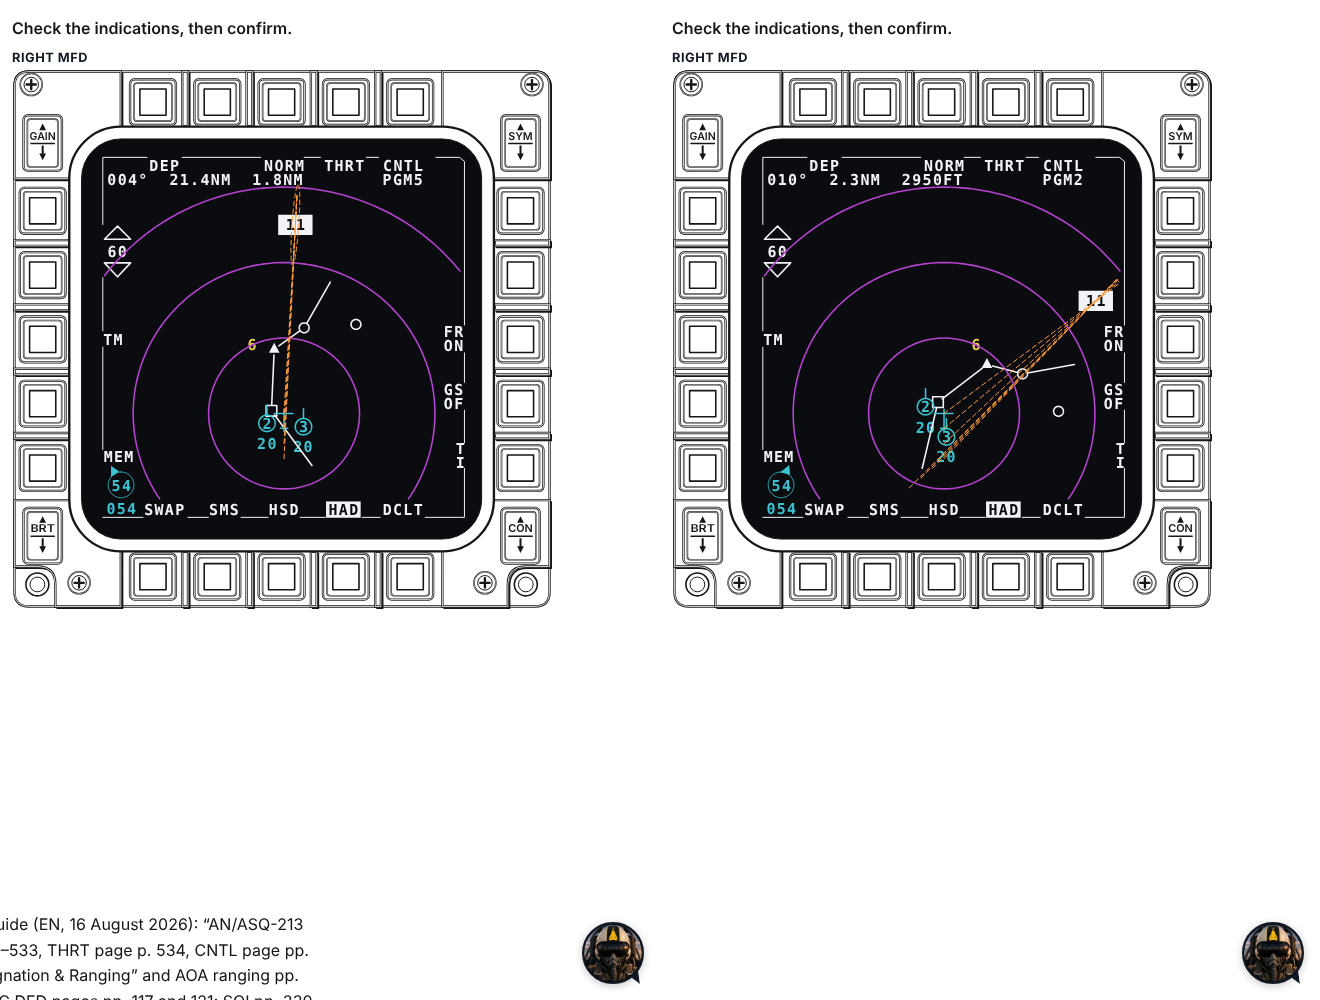 Check the indications, then confirm.
RIGHT MFD
GAIN
SYM
DEP NORM THRT CNTL
004° 21.4NM 1.8NM PGM5
11
60
6
TM
FR
ON
GS
OF
2
3
20
20
T
I
MEM
54
054 SWAP SMS HSD HAD DCLT
BRT
CON
Check the indications, then confirm.
RIGHT MFD
GAIN
SYM
DEP NORM THRT CNTL
010° 2.3NM 2950FT PGM2
60
11
TM
6
FR
ON
GS
OF
2
20
3
20
T
I
MEM
54
054 SWAP SMS HSD HAD DCLT
BRT
CON
uide (EN, 16 August 2026): “AN/ASQ-213
–533, THRT page p. 534, CNTL page pp.
gnation & Ranging” and AOA ranging pp.